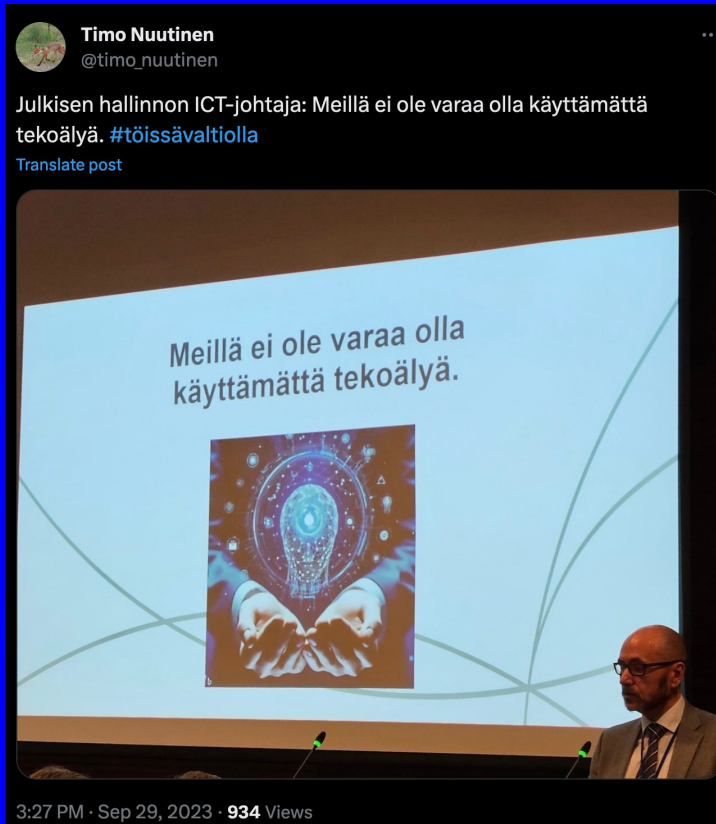 Timo Nuutinen
@timo_nuutinen
Julkisen hallinnon ICT-johtaja: Meillä ei ole varaa olla käyttämättä
tekoälyä. #töissävaltiolla
Translate post
Meillä ei ole varaa olla
käyttämättä tekoälyä.
3:27 PM · Sep 29, 2023 · 934 Views